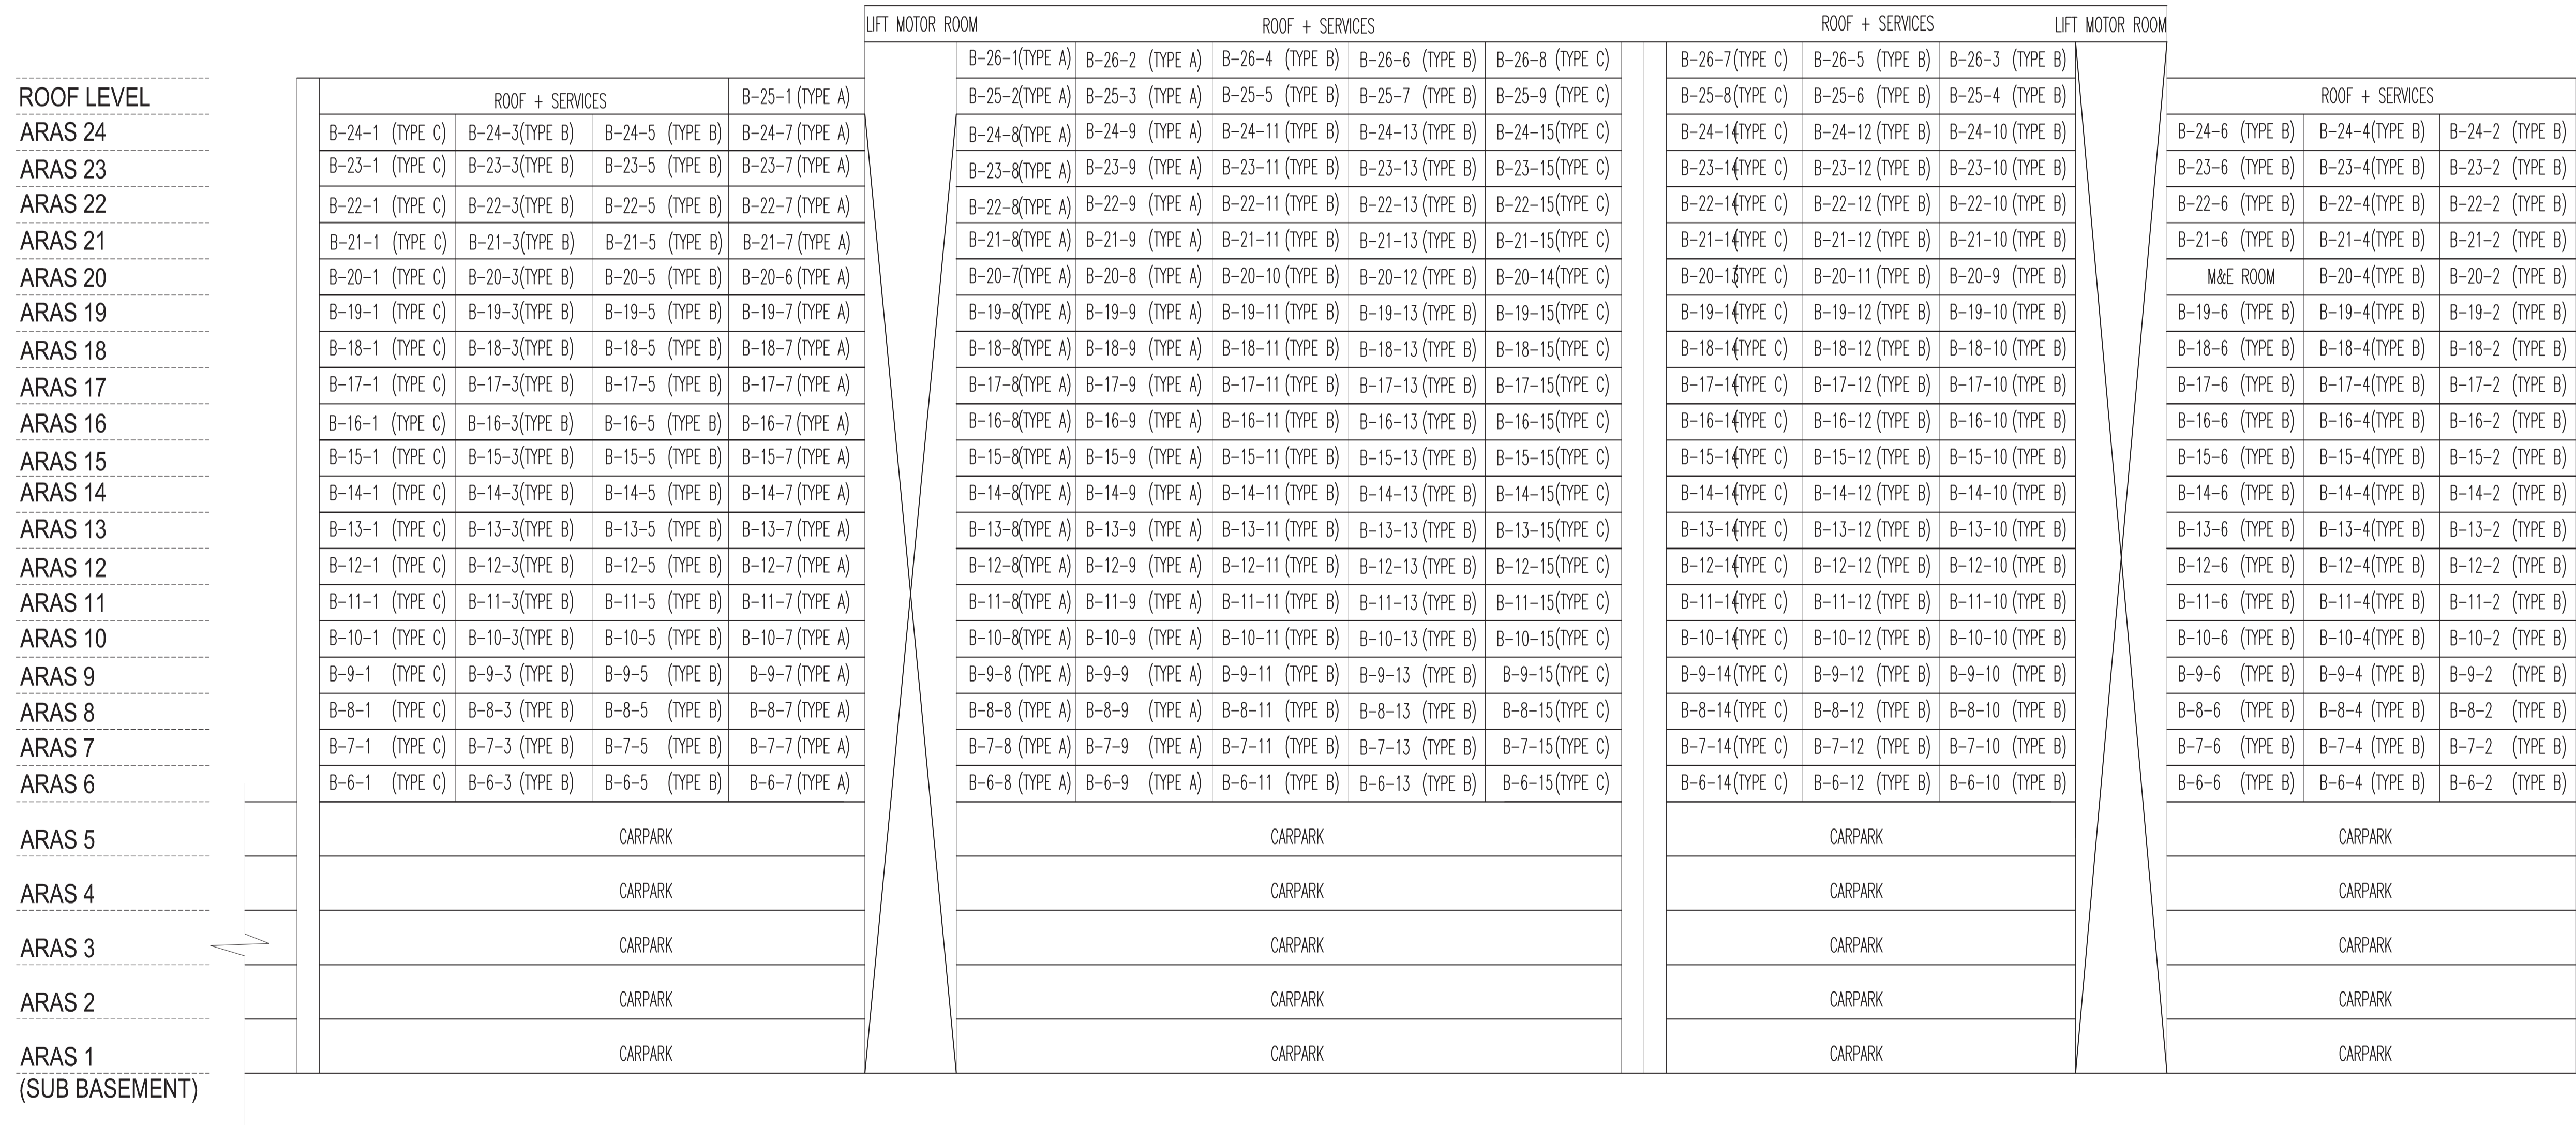 LIFT MOTOR ROOM ROOF + SERVICES ROOF + SERVICES LIFT MOTOR ROOM
B-26-1(TYPE A) B-26-2 (TYPE A) B-26-4 (TYPE B) B-26-6 (TYPE B) B-26-8 (TYPE C) B-26-7(TYPE C) B-26-5 (TYPE B) B-26-3 (TYPE B)
ROOF LEVEL ROOF + SERVICES B-25-1 (TYPE A) B-25-2(TYPE A) B-25-3 (TYPE A) B-25-5 (TYPE B) B-25-7 (TYPE B) B-25-9 (TYPE C) B-25-8(TYPE C) B-25-6 (TYPE B) B-25-4 (TYPE B) ROOF + SERVICES
ARAS 24 B-24-1 (TYPE C) B-24-3(TYPE B) B-24-5 (TYPE B) B-24-7 (TYPE A) B-24-8(TYPE A) B-24-9 (TYPE A) B-24-11 (TYPE B) B-24-13 (TYPE B) B-24-15(TYPE C) B-24-14(TYPE C) B-24-12 (TYPE B) B-24-10 (TYPE B) B-24-6 (TYPE B) B-24-4(TYPE B) B-24-2 (TYPE B)
ARAS 23 B-23-1 (TYPE C) B-23-3(TYPE B) B-23-5 (TYPE B) B-23-7 (TYPE A) B-23-8(TYPE A) B-23-9 (TYPE A) B-23-11 (TYPE B) B-23-13 (TYPE B) B-23-15(TYPE C) B-23-14(TYPE C) B-23-12 (TYPE B) B-23-10 (TYPE B) B-23-6 (TYPE B) B-23-4(TYPE B) B-23-2 (TYPE B)
ARAS 22 B-22-1 (TYPE C) B-22-3(TYPE B) B-22-5 (TYPE B) B-22-7 (TYPE A) B-22-8(TYPE A) B-22-9 (TYPE A) B-22-11 (TYPE B) B-22-13 (TYPE B) B-22-15(TYPE C) B-22-14(TYPE C) B-22-12 (TYPE B) B-22-10 (TYPE B) B-22-6 (TYPE B) B-22-4(TYPE B) B-22-2 (TYPE B)
ARAS 21 B-21-1 (TYPE C) B-21-3(TYPE B) B-21-5 (TYPE B) B-21-7 (TYPE A) B-21-8(TYPE A) B-21-9 (TYPE A) B-21-11 (TYPE B) B-21-13 (TYPE B) B-21-15(TYPE C) B-21-14(TYPE C) B-21-12 (TYPE B) B-21-10 (TYPE B) B-21-6 (TYPE B) B-21-4(TYPE B) B-21-2 (TYPE B)
ARAS 20 B-20-1 (TYPE C) B-20-3(TYPE B) B-20-5 (TYPE B) B-20-6 (TYPE A) B-20-7(TYPE A) B-20-8 (TYPE A) B-20-10 (TYPE B) B-20-12 (TYPE B) B-20-14(TYPE C) B-20-13(TYPE C) B-20-11 (TYPE B) B-20-9 (TYPE B) M&E ROOM B-20-4(TYPE B) B-20-2 (TYPE B)
ARAS 19 B-19-1 (TYPE C) B-19-3(TYPE B) B-19-5 (TYPE B) B-19-7 (TYPE A) B-19-8(TYPE A) B-19-9 (TYPE A) B-19-11 (TYPE B) B-19-13 (TYPE B) B-19-15(TYPE C) B-19-14(TYPE C) B-19-12 (TYPE B) B-19-10 (TYPE B) B-19-6 (TYPE B) B-19-4(TYPE B) B-19-2 (TYPE B)
ARAS 18 B-18-1 (TYPE C) B-18-3(TYPE B) B-18-5 (TYPE B) B-18-7 (TYPE A) B-18-8(TYPE A) B-18-9 (TYPE A) B-18-11 (TYPE B) B-18-13 (TYPE B) B-18-15(TYPE C) B-18-14(TYPE C) B-18-12 (TYPE B) B-18-10 (TYPE B) B-18-6 (TYPE B) B-18-4(TYPE B) B-18-2 (TYPE B)
ARAS 17 B-17-1 (TYPE C) B-17-3(TYPE B) B-17-5 (TYPE B) B-17-7 (TYPE A) B-17-8(TYPE A) B-17-9 (TYPE A) B-17-11 (TYPE B) B-17-13 (TYPE B) B-17-15(TYPE C) B-17-14(TYPE C) B-17-12 (TYPE B) B-17-10 (TYPE B) B-17-6 (TYPE B) B-17-4(TYPE B) B-17-2 (TYPE B)
ARAS 16 B-16-1 (TYPE C) B-16-3(TYPE B) B-16-5 (TYPE B) B-16-7 (TYPE A) B-16-8(TYPE A) B-16-9 (TYPE A) B-16-11 (TYPE B) B-16-13 (TYPE B) B-16-15(TYPE C) B-16-14(TYPE C) B-16-12 (TYPE B) B-16-10 (TYPE B) B-16-6 (TYPE B) B-16-4(TYPE B) B-16-2 (TYPE B)
ARAS 15 B-15-1 (TYPE C) B-15-3(TYPE B) B-15-5 (TYPE B) B-15-7 (TYPE A) B-15-8(TYPE A) B-15-9 (TYPE A) B-15-11 (TYPE B) B-15-13 (TYPE B) B-15-15(TYPE C) B-15-14(TYPE C) B-15-12 (TYPE B) B-15-10 (TYPE B) B-15-6 (TYPE B) B-15-4(TYPE B) B-15-2 (TYPE B)
ARAS 14 B-14-1 (TYPE C) B-14-3(TYPE B) B-14-5 (TYPE B) B-14-7 (TYPE A) B-14-8(TYPE A) B-14-9 (TYPE A) B-14-11 (TYPE B) B-14-13 (TYPE B) B-14-15(TYPE C) B-14-14(TYPE C) B-14-12 (TYPE B) B-14-10 (TYPE B) B-14-6 (TYPE B) B-14-4(TYPE B) B-14-2 (TYPE B)
ARAS 13 B-13-1 (TYPE C) B-13-3(TYPE B) B-13-5 (TYPE B) B-13-7 (TYPE A) B-13-8(TYPE A) B-13-9 (TYPE A) B-13-11 (TYPE B) B-13-13 (TYPE B) B-13-15(TYPE C) B-13-14(TYPE C) B-13-12 (TYPE B) B-13-10 (TYPE B) B-13-6 (TYPE B) B-13-4(TYPE B) B-13-2 (TYPE B)
ARAS 12 B-12-1 (TYPE C) B-12-3(TYPE B) B-12-5 (TYPE B) B-12-7 (TYPE A) B-12-8(TYPE A) B-12-9 (TYPE A) B-12-11 (TYPE B) B-12-13 (TYPE B) B-12-15(TYPE C) B-12-14(TYPE C) B-12-12 (TYPE B) B-12-10 (TYPE B) B-12-6 (TYPE B) B-12-4(TYPE B) B-12-2 (TYPE B)
ARAS 11 B-11-1 (TYPE C) B-11-3(TYPE B) B-11-5 (TYPE B) B-11-7 (TYPE A) B-11-8(TYPE A) B-11-9 (TYPE A) B-11-11 (TYPE B) B-11-13 (TYPE B) B-11-15(TYPE C) B-11-14(TYPE C) B-11-12 (TYPE B) B-11-10 (TYPE B) B-11-6 (TYPE B) B-11-4(TYPE B) B-11-2 (TYPE B)
ARAS 10 B-10-1 (TYPE C) B-10-3(TYPE B) B-10-5 (TYPE B) B-10-7 (TYPE A) B-10-8(TYPE A) B-10-9 (TYPE A) B-10-11 (TYPE B) B-10-13 (TYPE B) B-10-15(TYPE C) B-10-14(TYPE C) B-10-12 (TYPE B) B-10-10 (TYPE B) B-10-6 (TYPE B) B-10-4(TYPE B) B-10-2 (TYPE B)
ARAS 9 B-9-1 (TYPE C) B-9-3 (TYPE B) B-9-5 (TYPE B) B-9-7 (TYPE A) B-9-8 (TYPE A) B-9-9 (TYPE A) B-9-11 (TYPE B) B-9-13 (TYPE B) B-9-15(TYPE C) B-9-14(TYPE C) B-9-12 (TYPE B) B-9-10 (TYPE B) B-9-6 (TYPE B) B-9-4 (TYPE B) B-9-2 (TYPE B)
ARAS 8 B-8-1 (TYPE C) B-8-3 (TYPE B) B-8-5 (TYPE B) B-8-7 (TYPE A) B-8-8 (TYPE A) B-8-9 (TYPE A) B-8-11 (TYPE B) B-8-13 (TYPE B) B-8-15(TYPE C) B-8-14(TYPE C) B-8-12 (TYPE B) B-8-10 (TYPE B) B-8-6 (TYPE B) B-8-4 (TYPE B) B-8-2 (TYPE B)
ARAS 7 B-7-1 (TYPE C) B-7-3 (TYPE B) B-7-5 (TYPE B) B-7-7 (TYPE A) B-7-8 (TYPE A) B-7-9 (TYPE A) B-7-11 (TYPE B) B-7-13 (TYPE B) B-7-15(TYPE C) B-7-14(TYPE C) B-7-12 (TYPE B) B-7-10 (TYPE B) B-7-6 (TYPE B) B-7-4 (TYPE B) B-7-2 (TYPE B)
ARAS 6 B-6-1 (TYPE C) B-6-3 (TYPE B) B-6-5 (TYPE B) B-6-7 (TYPE A) B-6-8 (TYPE A) B-6-9 (TYPE A) B-6-11 (TYPE B) B-6-13 (TYPE B) B-6-15(TYPE C) B-6-14(TYPE C) B-6-12 (TYPE B) B-6-10 (TYPE B) B-6-6 (TYPE B) B-6-4 (TYPE B) B-6-2 (TYPE B)
ARAS 5 CARPARK CARPARK CARPARK CARPARK
ARAS 4 CARPARK CARPARK CARPARK CARPARK
ARAS 3 CARPARK CARPARK CARPARK CARPARK
ARAS 2 CARPARK CARPARK CARPARK CARPARK
ARAS 1 CARPARK CARPARK CARPARK CARPARK
(SUB BASEMENT)